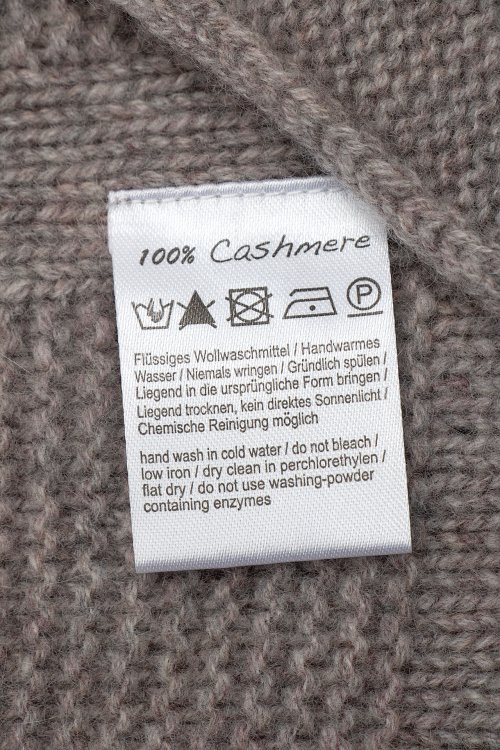 100% Cashmere
P
Flüssiges Wollwaschmittel / Handwarmes
Wasser / Niemals wringen / Gründlich spülen /
Liegend in die ursprüngliche Form bringen /
Liegend trocknen, kein direktes Sonnenlicht /
Chemische Reinigung möglich
hand wash in cold water / do not bleach /
low iron / dry clean in perchlorethylen /
flat dry / do not use washing-powder
containing enzymes